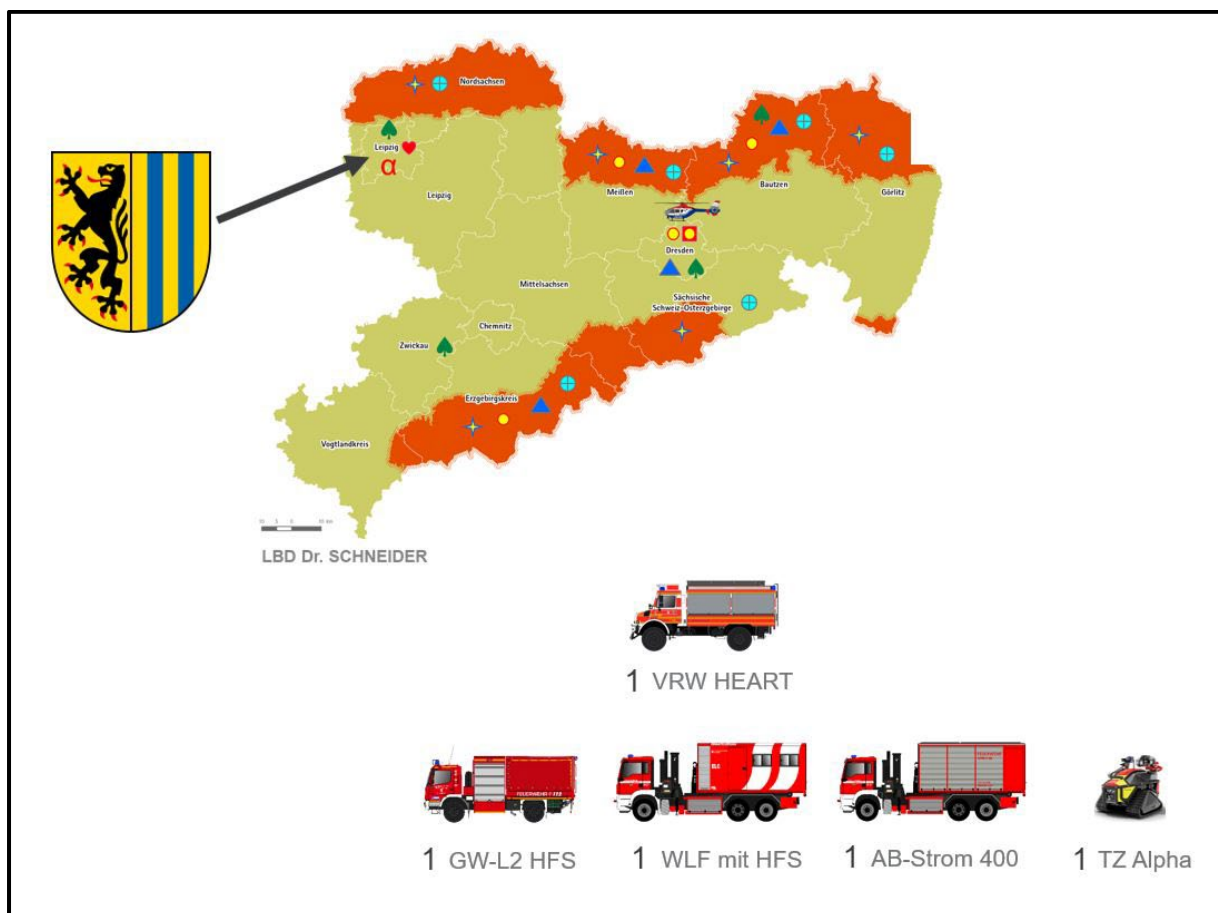 Nordsachsen
Leipzig
α
Leipzig
Meißen
Bautzen
Görlitz
Dresden
Mittelsachsen
Sächsische
Schweiz-Osterzgebirge
Chemnitz
Zwickau
Erzgebirgskreis
Vogtlandkreis
LBD Dr. SCHNEIDER
1 VRW HEART
1 GW-L2 HFS
1 WLF mit HFS
1 AB-Strom 400
1 TZ Alpha